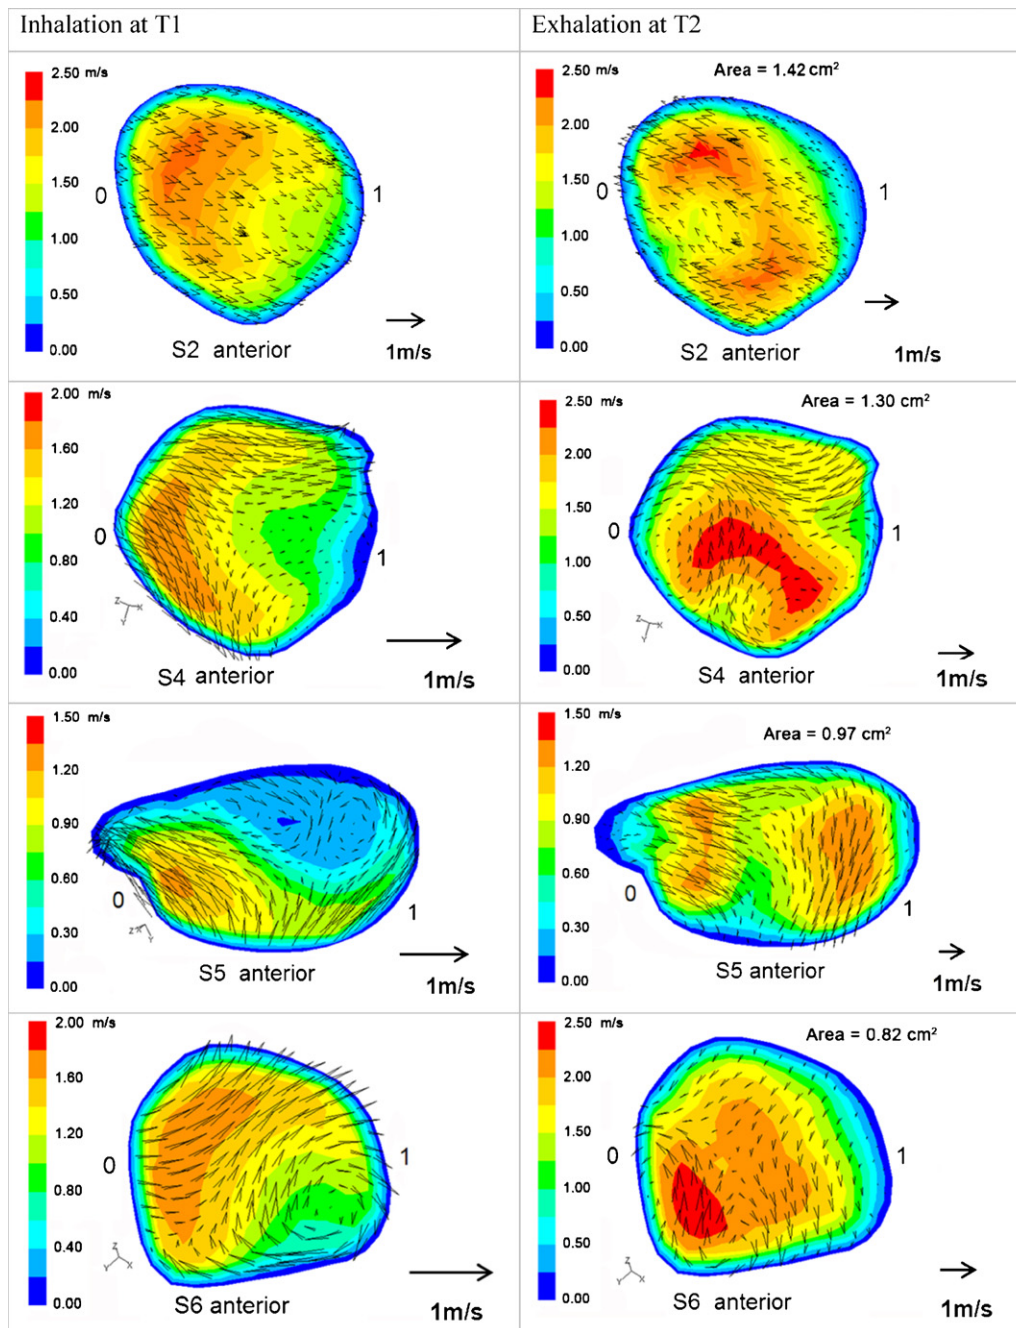 Inhalation at T1
Exhalation at T2
2.50 m/s
2.00
1.50
1.00
0.50
0.00
0
1
S2 anterior
1m/s
2.50 m/s
2.00
1.50
1.00
0.50
0.00
Area = 1.42 cm²
0
1
S2 anterior
1m/s
2.00 m/s
1.60
1.20
0.80
0.40
0.00
0
1
Z X
Y
S4 anterior
1m/s
2.50 m/s
2.00
1.50
1.00
0.50
0.00
Area = 1.30 cm²
0
1
Z X
Y
S4 anterior
1m/s
1.50 m/s
1.20
0.90
0.60
0.30
0.00
0
1
Z X
Y
S5 anterior
1m/s
1.50 m/s
1.20
0.90
0.60
0.30
0.00
Area = 0.97 cm²
0
1
S5 anterior
1m/s
2.00 m/s
1.60
1.20
0.80
0.40
0.00
0
1
Z
Y X
S6 anterior
1m/s
2.50 m/s
2.00
1.50
1.00
0.50
0.00
Area = 0.82 cm²
0
1
Z
Y X
S6 anterior
1m/s